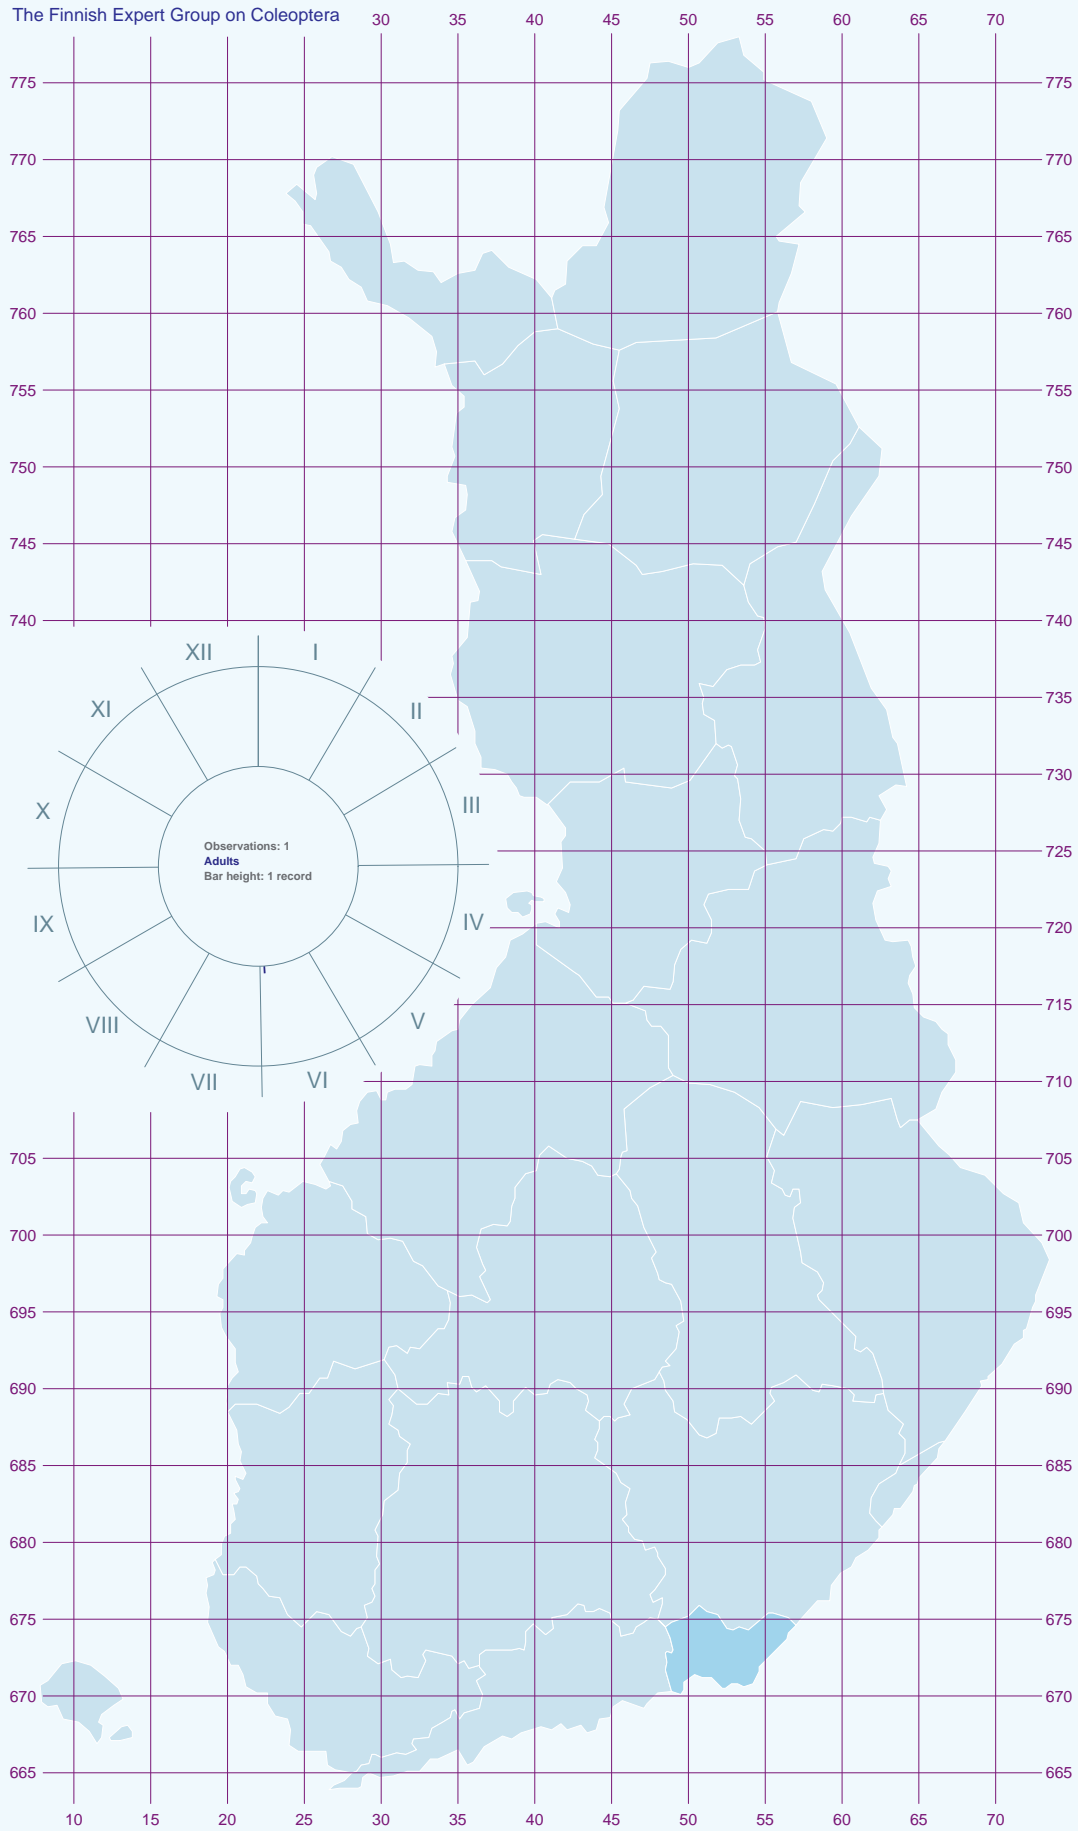 The Finnish Expert Group on Coleoptera
30 35 40 45 50 55 60 65 70
775 775
770 770
765 765
760 760
755 755
750 750
745 745
740 740
XII I
XI II
735
730
X III
Observations: 1
Adults
Bar height: 1 record
725
IX IV
720
715
VIII V
VII VI
710
705 705
700 700
695 695
690 690
685 685
680 680
675 675
670 670
665 665
10 15 20 25 30 35 40 45 50 55 60 65 70